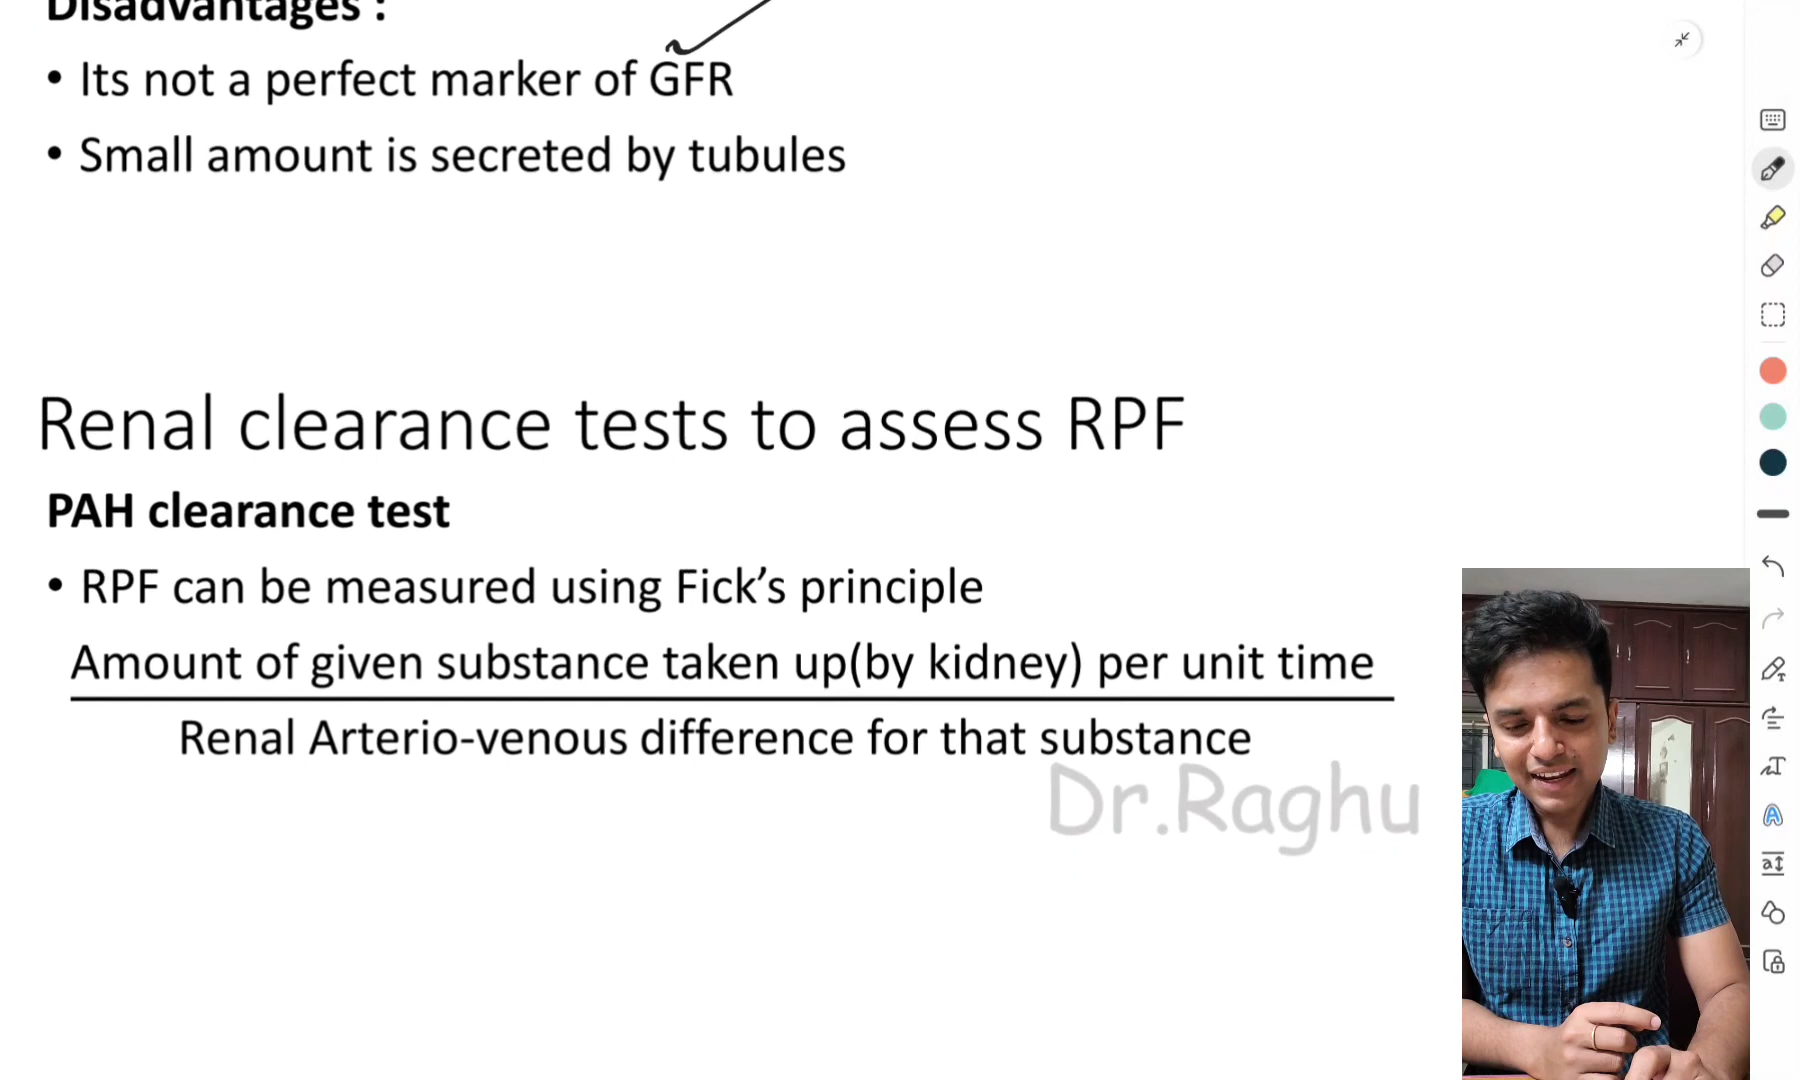 Disadvantages :
• Its not a perfect marker of GFR
• Small amount is secreted by tubules
Renal clearance tests to assess RPF
PAH clearance test
• RPF can be measured using Fick’s principle
Amount of given substance taken up(by kidney) per unit time
Renal Arterio-venous difference for that substance
Dr.Raghu